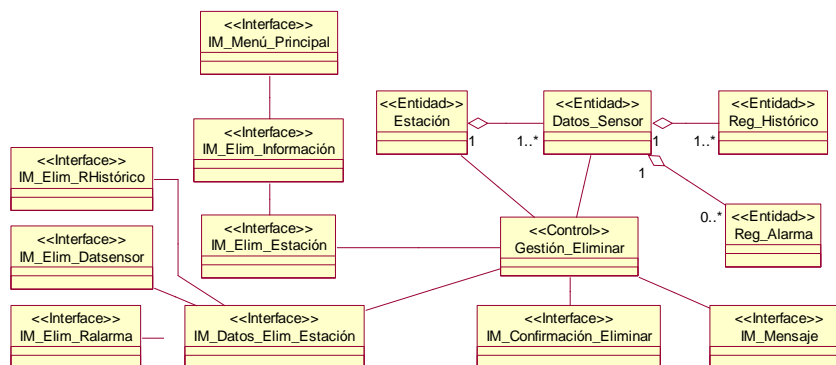 <<Interface>>
IM_Menú_Principal
<<Interface>>
IM_Elim_Información
<<Entidad>>
Estación
1
1..*
<<Entidad>>
Datos_Sensor
1
1..*
<<Entidad>>
Reg_Histórico
1
0..*
<<Entidad>>
Reg_Alarma
<<Interface>>
IM_Elim_RHistórico
<<Interface>>
IM_Elim_Estación
<<Control>>
Gestión_Eliminar
<<Interface>>
IM_Elim_Datsensor
<<Interface>>
IM_Elim_Ralarma
<<Interface>>
IM_Datos_Elim_Estación
<<Interface>>
IM_Confirmación_Eliminar
<<Interface>>
IM_Mensaje